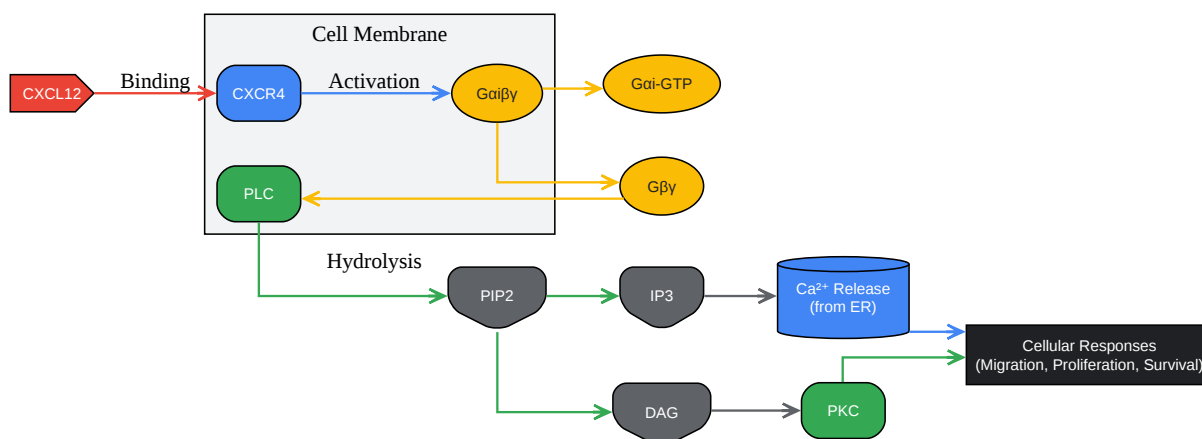 Cell Membrane
CXCL12
Binding
CXCR4
Activation
Gαiβγ
Gαi-GTP
PLC
Gβγ
Hydrolysis
PIP2
IP3
Ca²⁺ Release
(from ER)
Cellular Responses
(Migration, Proliferation, Survival)
DAG
PKC